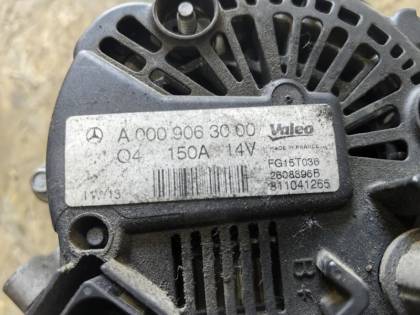 A 000 906 30 00
Valeo
MADE IN FRANCE
Q4 150A 14V
FG15T036
2608896B
811041265
B+